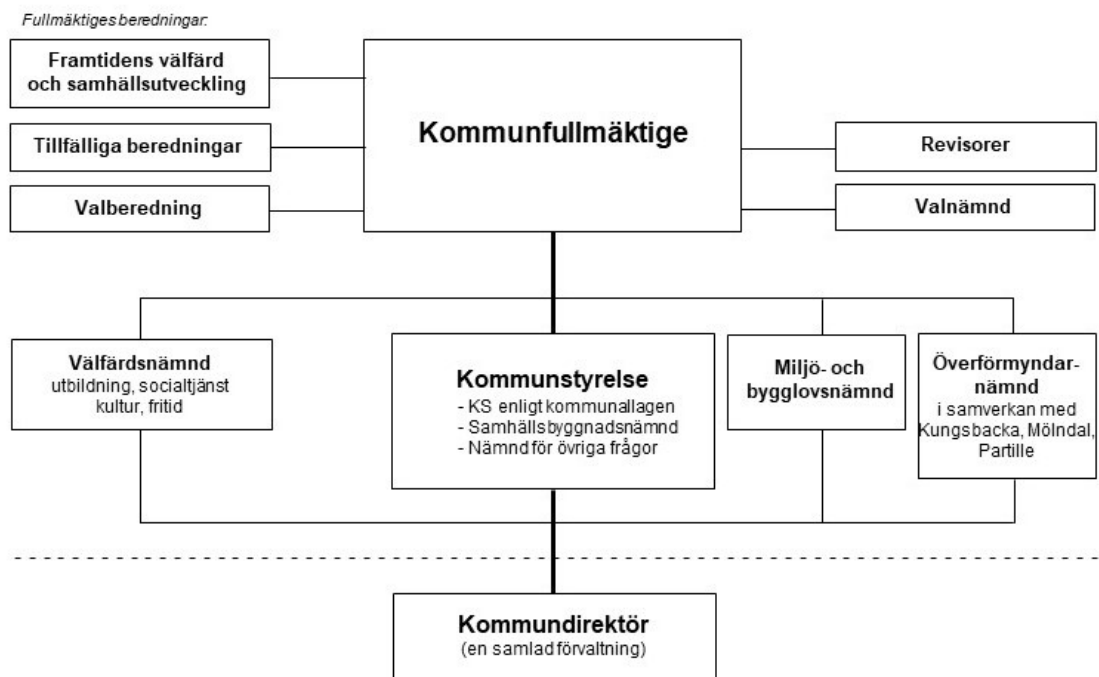 Fullmäktiges beredningar:
Framtidens välfärd
och samhällsutveckling
Tillfälliga beredningar
Valberedning
Kommunfullmäktige
Revisorer
Valnämnd
Välfärdsnämnd
utbildning, socialtjänst
kultur, fritid
Kommunstyrelse
- KS enligt kommunallagen
- Samhällsbyggnadsnämnd
- Nämnd för övriga frågor
Miljö- och
bygglovsnämnd
Överförmyndar-
nämnd
i samverkan med
Kungsbacka, Mölndal,
Partille
Kommundirektör
(en samlad förvaltning)